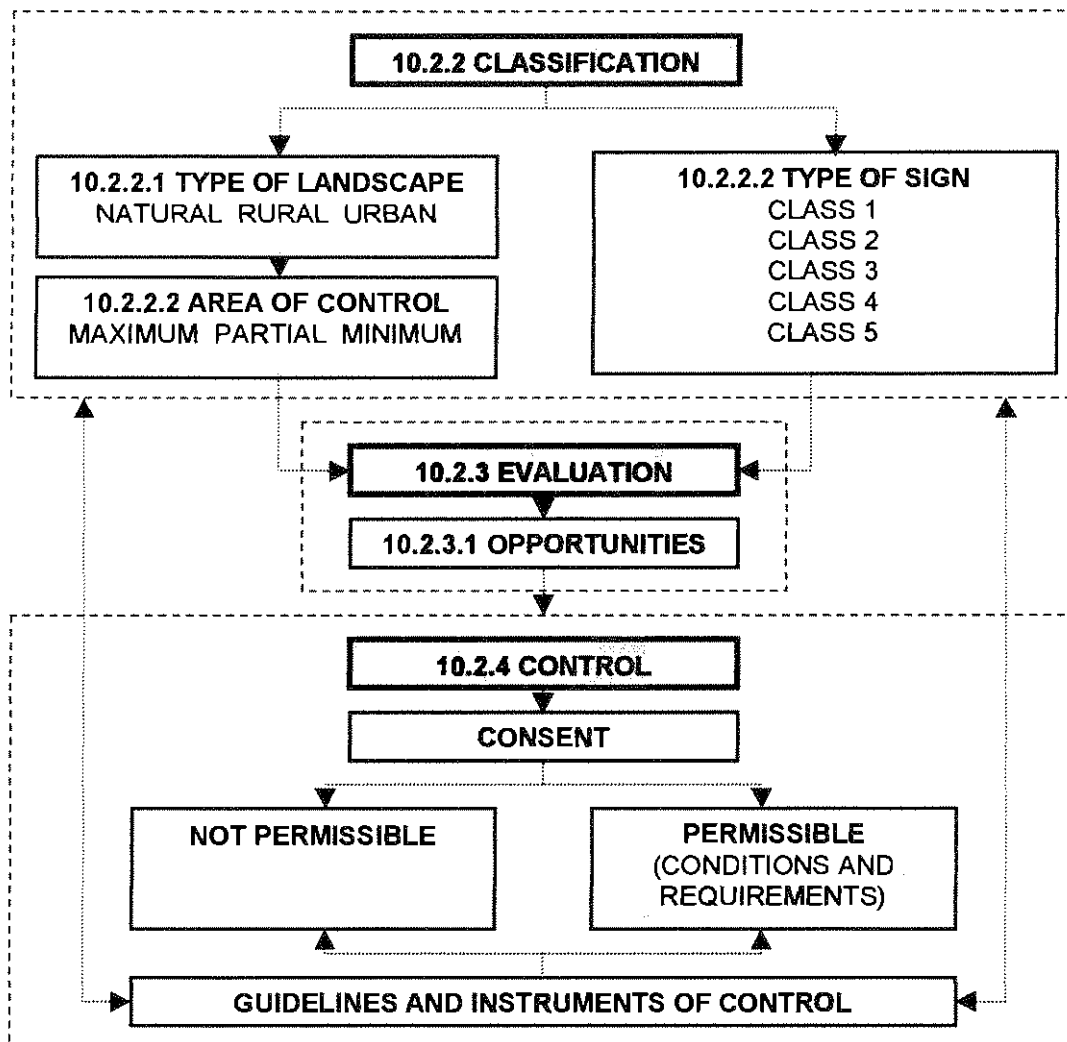 10.2.2 CLASSIFICATION
10.2.2.1 TYPE OF LANDSCAPE
NATURAL RURAL URBAN
10.2.2.2 AREA OF CONTROL
MAXIMUM PARTIAL MINIMUM
10.2.2.2 TYPE OF SIGN
CLASS 1
CLASS 2
CLASS 3
CLASS 4
CLASS 5
10.2.3 EVALUATION
10.2.3.1 OPPORTUNITIES
10.2.4 CONTROL
CONSENT
NOT PERMISSIBLE
PERMISSIBLE
(CONDITIONS AND
REQUIREMENTS)
GUIDELINES AND INSTRUMENTS OF CONTROL